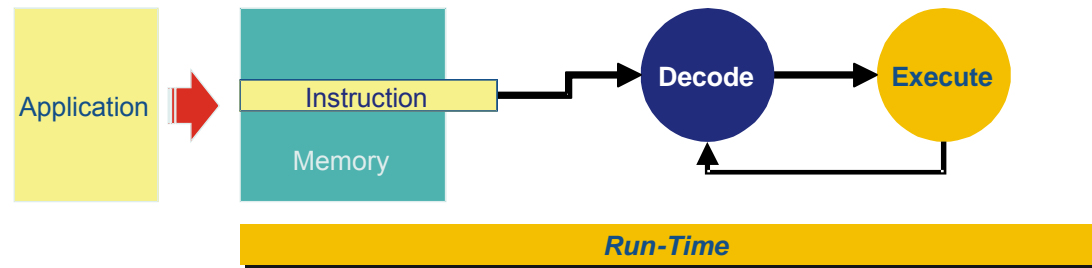 Application
Instruction
Memory
Decode
Execute
Run-Time